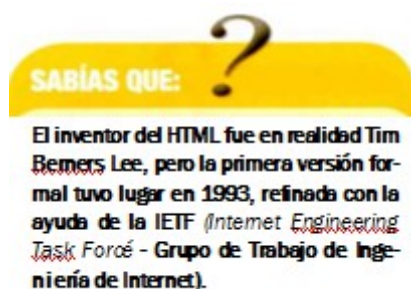 SABÍAS QUE: ?
El inventor del HTML fue en realidad Tim
Berners Lee, pero la primera versión for-
mal tuvo lugar en 1993, refinada con la
ayuda de la IETF (Internet Engineering
Task Forcé - Grupo de Trabajo de Inge-
niería de Internet).